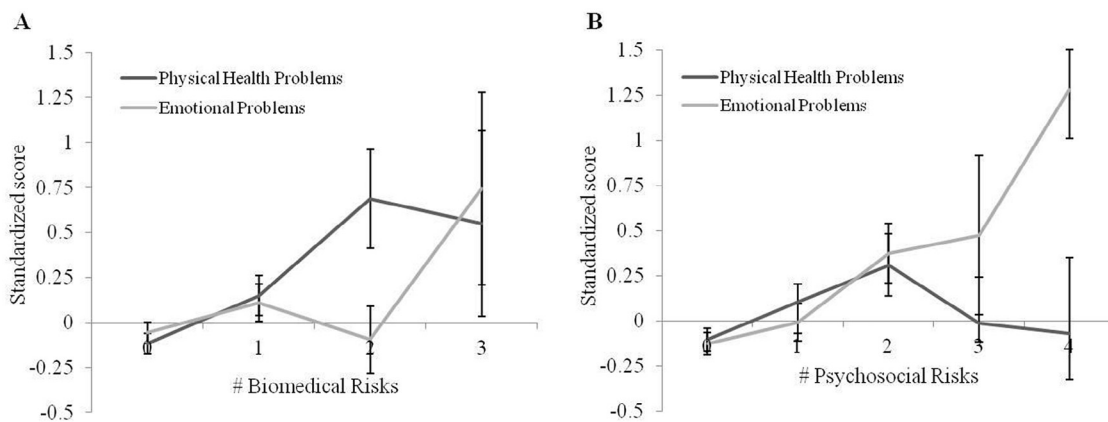 A
1.5
1.25
1
0.75
0.5
0.25
0
-0.25
-0.5
Standardized score
Physical Health Problems
Emotional Problems
0
1
2
3
# Biomedical Risks
B
1.5
1.25
1
0.75
0.5
0.25
0
-0.25
-0.5
Standardized score
Physical Health Problems
Emotional Problems
0
1
2
3
4
# Psychosocial Risks